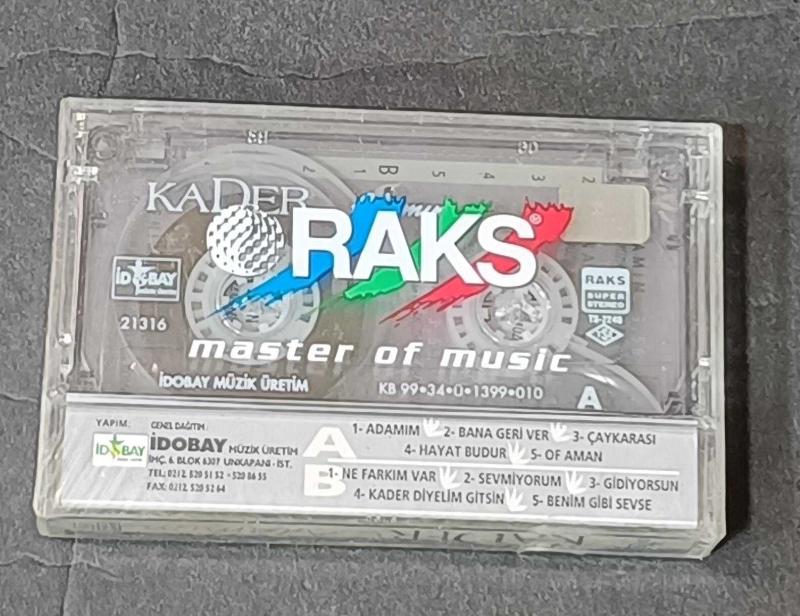 KADER
RAKS®
İDOBAY
21316
RAKS
SUPER
STEREO
master of music
İDOBAY MÜZİK ÜRETİM
KB 99•34•Ü•1399•010
A
YAPIM:
İDOBAY
GENEL DAĞITIM:
İDOBAY MÜZİK ÜRETİM
İMÇ. 6. BLOK 6307 UNKAPANI - İST.
TEL: 0212 520 51 52 - 520 86 55
FAX: 0212 520 52 64
A
1- ADAMIM 2- BANA GERİ VER 3- ÇAYKARASI
4- HAYAT BUDUR 5- OF AMAN
B
1- NE FARKIM VAR 2- SEVMİYORUM 3- GİDİYORSUN
4- KADER DİYELİM GİTSİN 5- BENİM GİBİ SEVSE
KADER